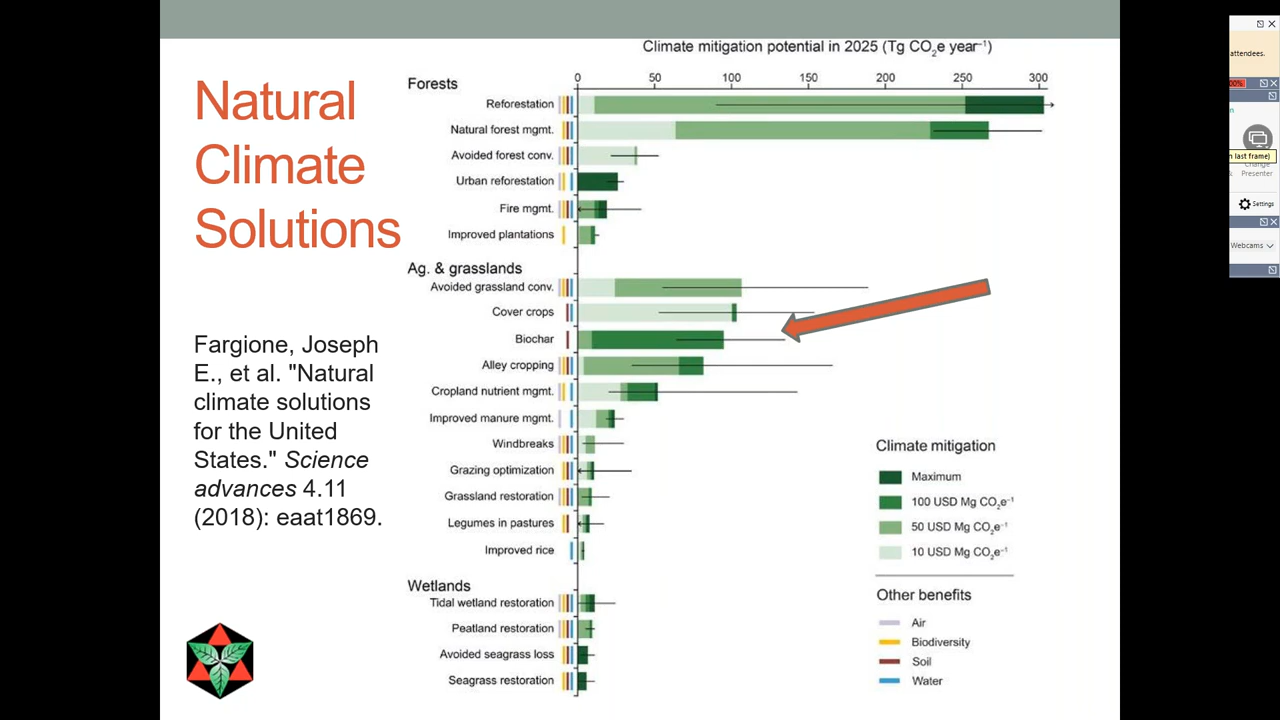 Natural
Climate
Solutions
Fargione, Joseph
E., et al. "Natural
climate solutions
for the United
States." Science
advances 4.11
(2018): eaat1869.
Climate mitigation potential in 2025 (Tg CO₂e year⁻¹)
0 50 100 150 200 250 300
Forests
Reforestation
Natural forest mgmt.
Avoided forest conv.
Urban reforestation
Fire mgmt.
Improved plantations
Ag. & grasslands
Avoided grassland conv.
Cover crops
Biochar
Alley cropping
Cropland nutrient mgmt.
Improved manure mgmt.
Windbreaks
Grazing optimization
Grassland restoration
Legumes in pastures
Improved rice
Wetlands
Tidal wetland restoration
Peatland restoration
Avoided seagrass loss
Seagrass restoration
Climate mitigation
Maximum
100 USD Mg CO₂e⁻¹
50 USD Mg CO₂e⁻¹
10 USD Mg CO₂e⁻¹
Other benefits
Air
Biodiversity
Soil
Water
attendees.
00%
n last frame)
Change
Presenter
Settings
Webcams